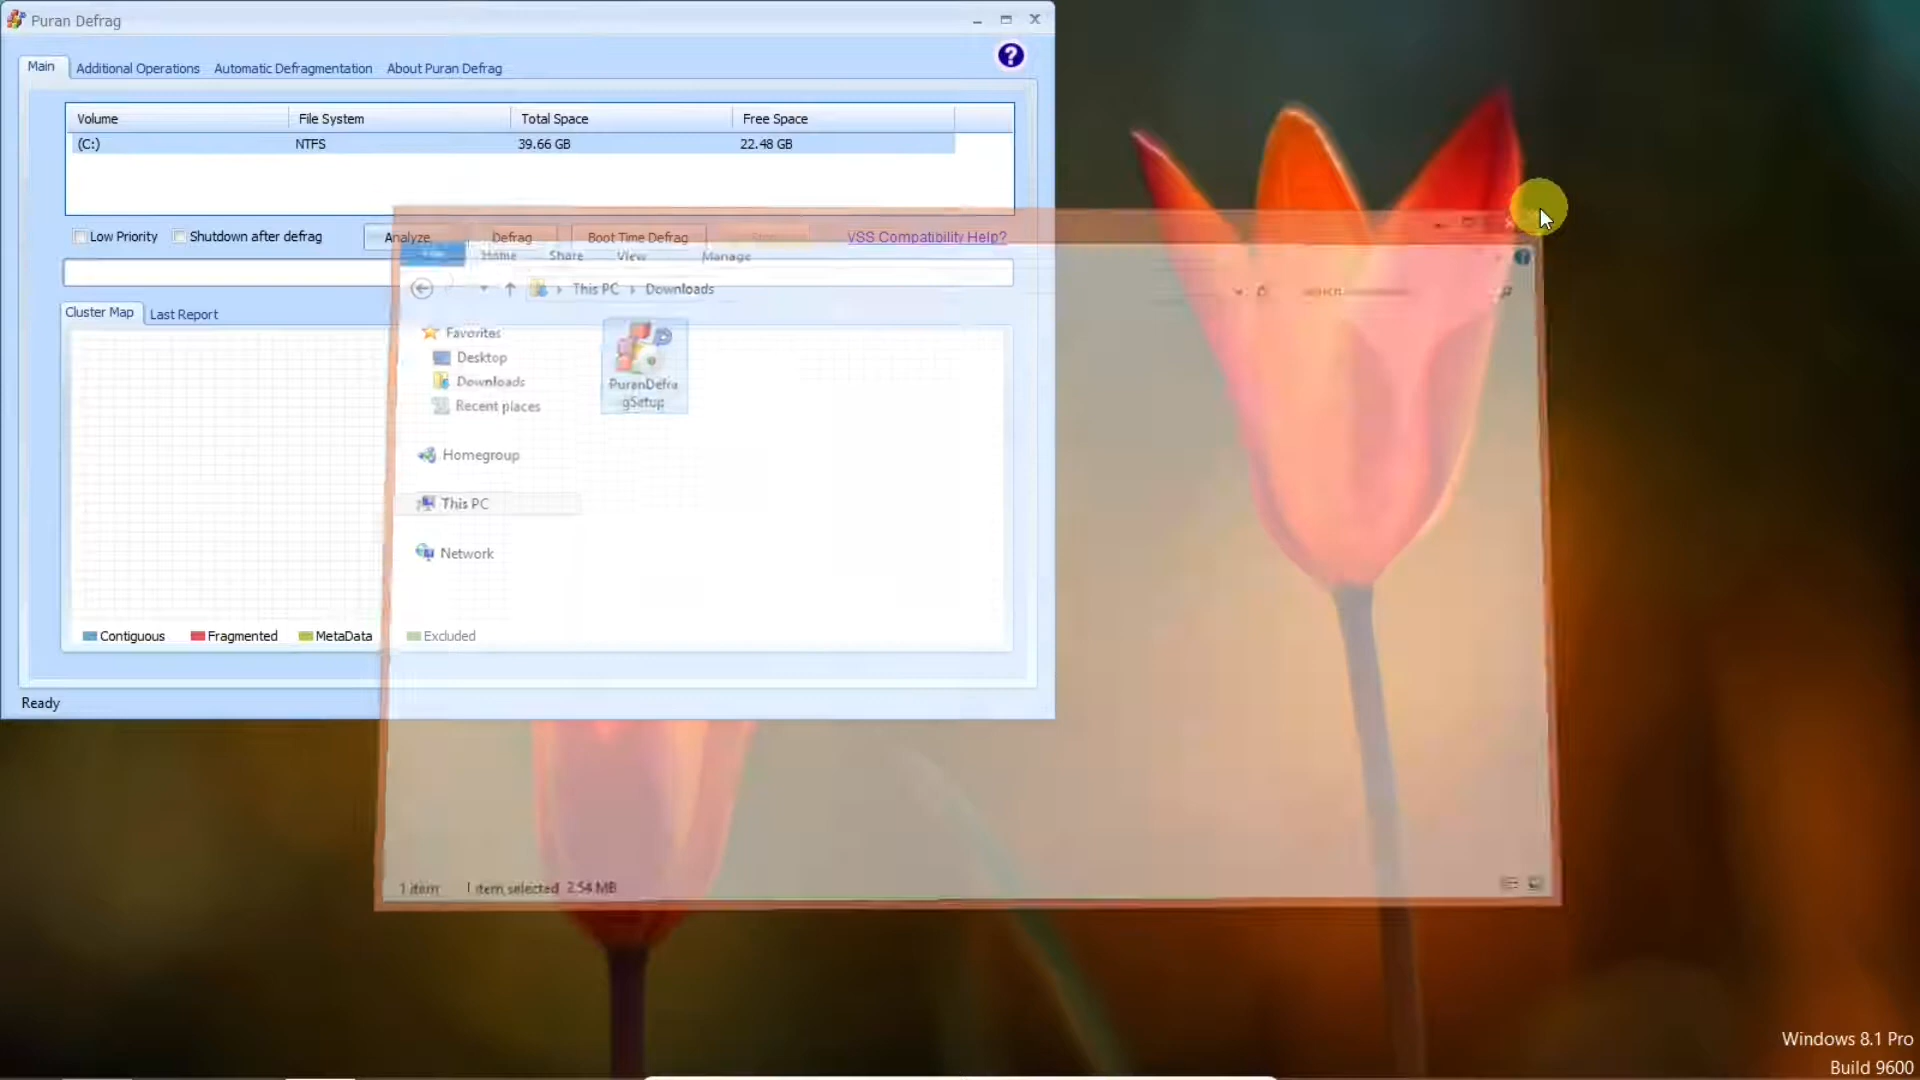 Puran Defrag
Main
Additional Operations
Automatic Defragmentation
About Puran Defrag
?
Volume
File System
Total Space
Free Space
(C:)
NTFS
39.66 GB
22.48 GB
Low Priority
Shutdown after defrag
Analyze
Defrag
Boot Time Defrag
VSS Compatibility Help?
Home
Share
View
Manage
This PC
Downloads
Cluster Map
Last Report
Favorites
Desktop
Downloads
Recent places
Homegroup
This PC
Network
PuranDefra
gSetup
Contiguous
Fragmented
MetaData
Excluded
Ready
1 item
1 item selected 2.54 MB
Windows 8.1 Pro
Build 9600